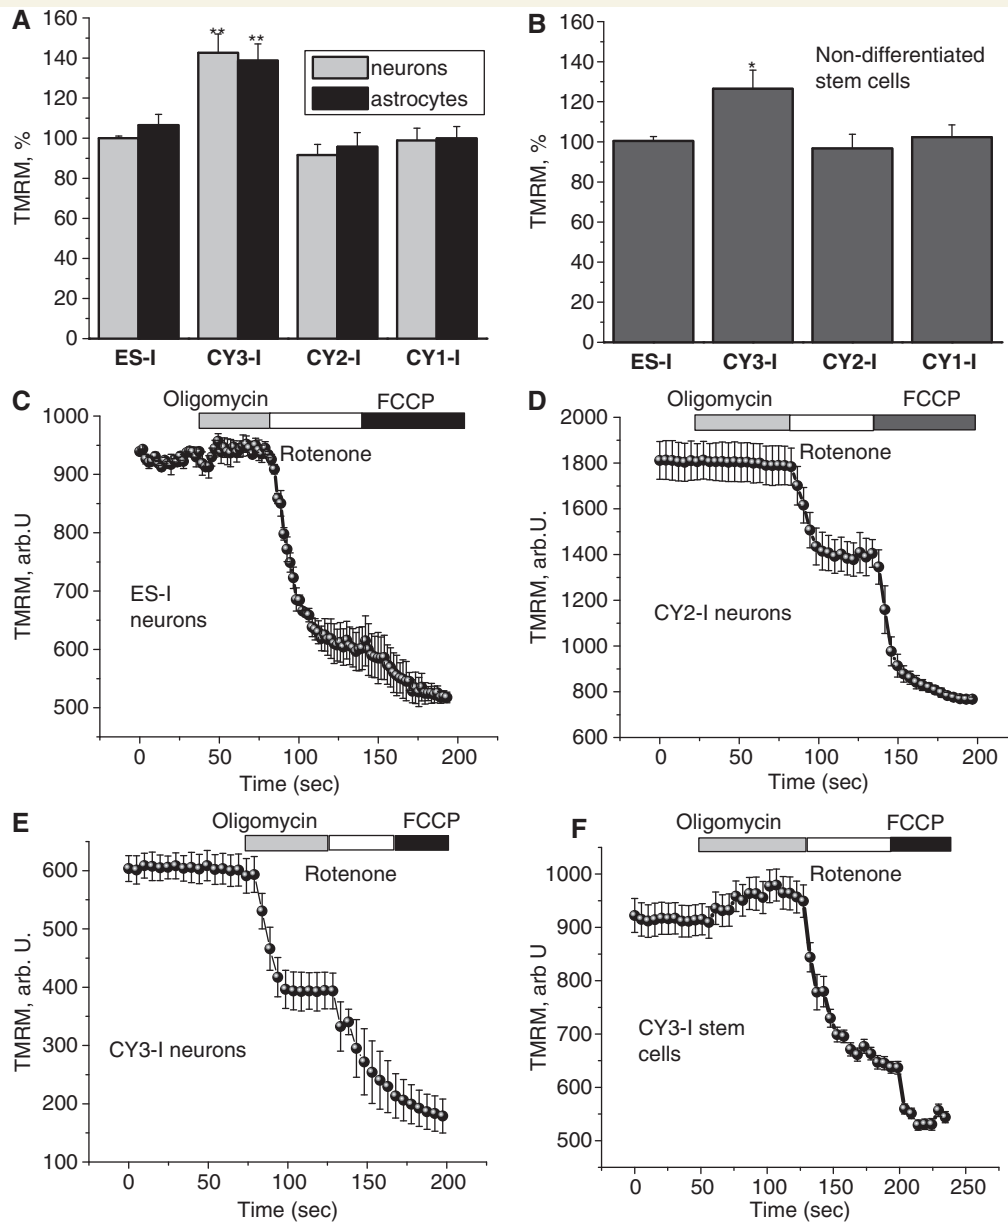 A
160
140
120
100
80
60
40
20
0
TMRM, %
**
**
neurons
astrocytes
ES-I
CY3-I
CY2-I
CY1-I
B
160
140
120
100
80
60
40
20
0
TMRM, %
*
Non-differentiated
stem cells
ES-I
CY3-I
CY2-I
CY1-I
C
Oligomycin
FCCP
Rotenone
1000
900
800
700
600
500
TMRM, arb.U
ES-I
neurons
0
50
100
150
200
Time (sec)
D
Oligomycin
FCCP
Rotenone
2000
1800
1600
1400
1200
1000
800
600
TMRM, arb.U.
CY2-I neurons
0
50
100
150
200
Time (sec)
E
Oligomycin
FCCP
Rotenone
600
500
400
300
200
100
TMRM, arb. U.
CY3-I neurons
0
50
100
150
200
Time (sec)
F
Oligomycin
FCCP
Rotenone
1000
900
800
700
600
500
TMRM, arb U
CY3-I stem
cells
0
50
100
150
200
250
Time (sec)